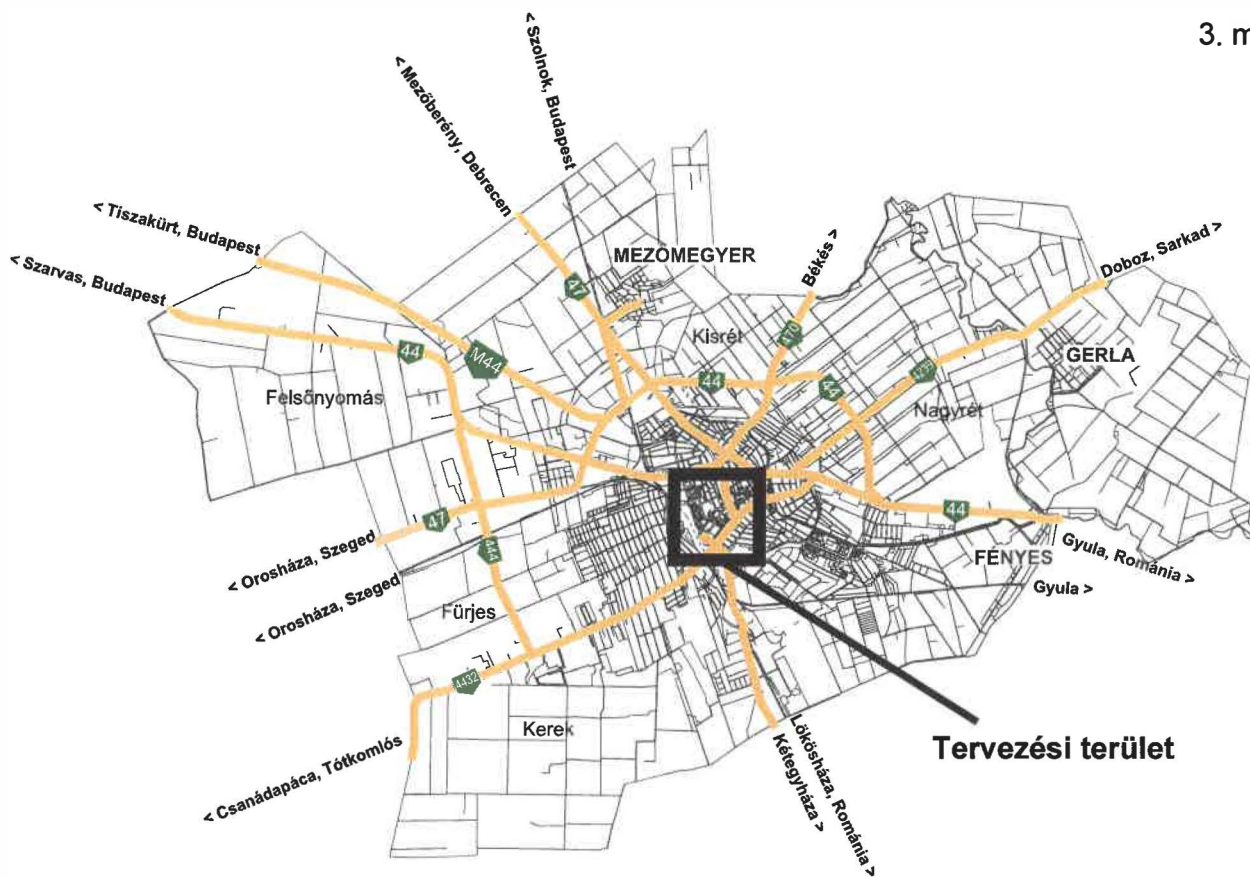 3. m
< Szolnok, Budapest
< Mezőberény, Debrecen
< Tiszakürt, Budapest
< Szarvas, Budapest
MEZŐMEGYER
Békés >
Doboz, Sarkad >
47
Kisrét
470
44
M44
44
44
4239
GERLA
Felsőnyomás
Nagyrét
47
44
< Orosháza, Szeged
444
FÉNYES
Gyula, Románia >
Gyula >
< Orosháza, Szeged
Fürjes
4432
Kerek
< Csanádapáca, Tótkomlós
Kétegyháza >
Lőkösháza, Románia >
Tervezési terület